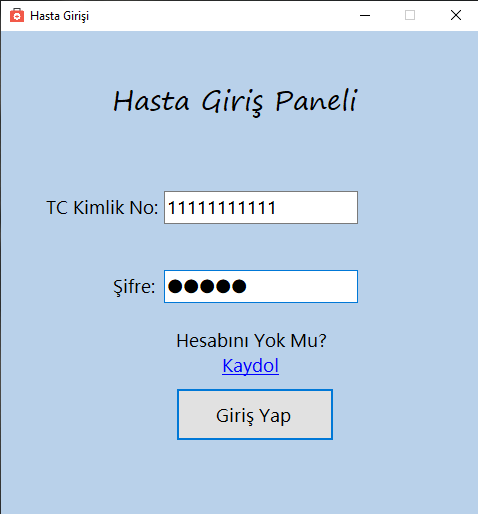 Hasta Girişi
Hasta Giriş Paneli
TC Kimlik No: 11111111111
Şifre: ●●●●●
Hesabını Yok Mu?
Kaydol
Giriş Yap